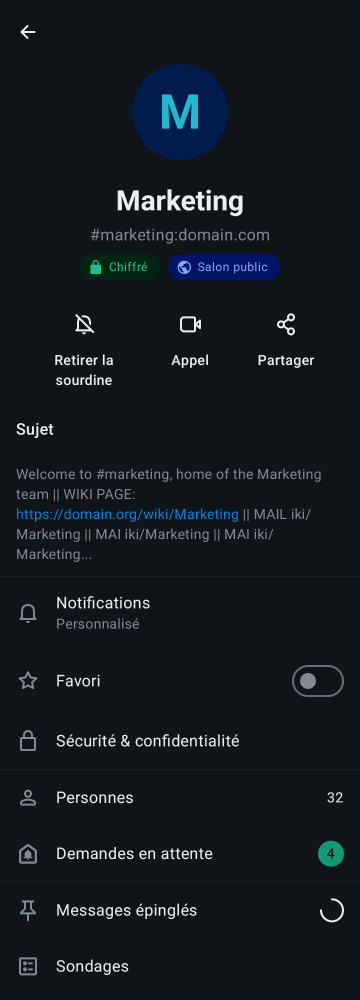 M
Marketing
#marketing:domain.com
Chiffré
Salon public
Retirer la
sourdine
Appel
Partager
Sujet
Welcome to #marketing, home of the Marketing
team || WIKI PAGE:
https://domain.org/wiki/Marketing || MAIL iki/
Marketing || MAI iki/Marketing || MAI iki/
Marketing...
Notifications
Personnalisé
Favori
Sécurité & confidentialité
Personnes 32
Demandes en attente 4
Messages épinglés
Sondages